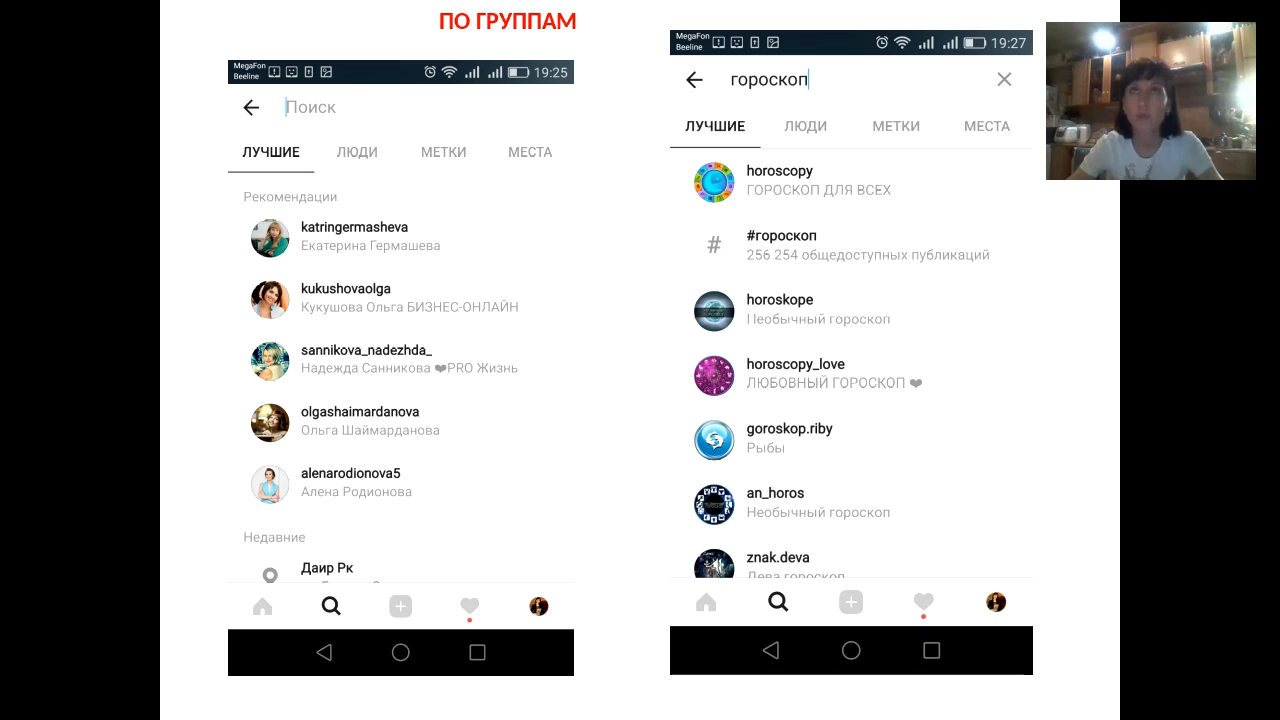 ПО ГРУППАМ
MegaFon
Beeline
19:25
Поиск
ЛУЧШИЕ ЛЮДИ МЕТКИ МЕСТА
Рекомендации
katringermasheva
Екатерина Гермашева
kukushovaolga
Кукушова Ольга БИЗНЕС-ОНЛАЙН
sannikova_nadezhda_
Надежда Санникова ❤PRO Жизнь
olgashaimardanova
Ольга Шаймарданова
alenarodionova5
Алена Родионова
Недавние
Даир Рк
MegaFon
Beeline
19:27
гороскоп
ЛУЧШИЕ ЛЮДИ МЕТКИ МЕСТА
horoscopy
ГОРОСКОП ДЛЯ ВСЕХ
#гороскоп
256 254 общедоступных публикаций
horoskope
Необычный гороскоп
horoscopy_love
ЛЮБОВНЫЙ ГОРОСКОП ❤
goroskop.riby
Рыбы
an_horos
Необычный гороскоп
znak.deva
Дева гороскоп